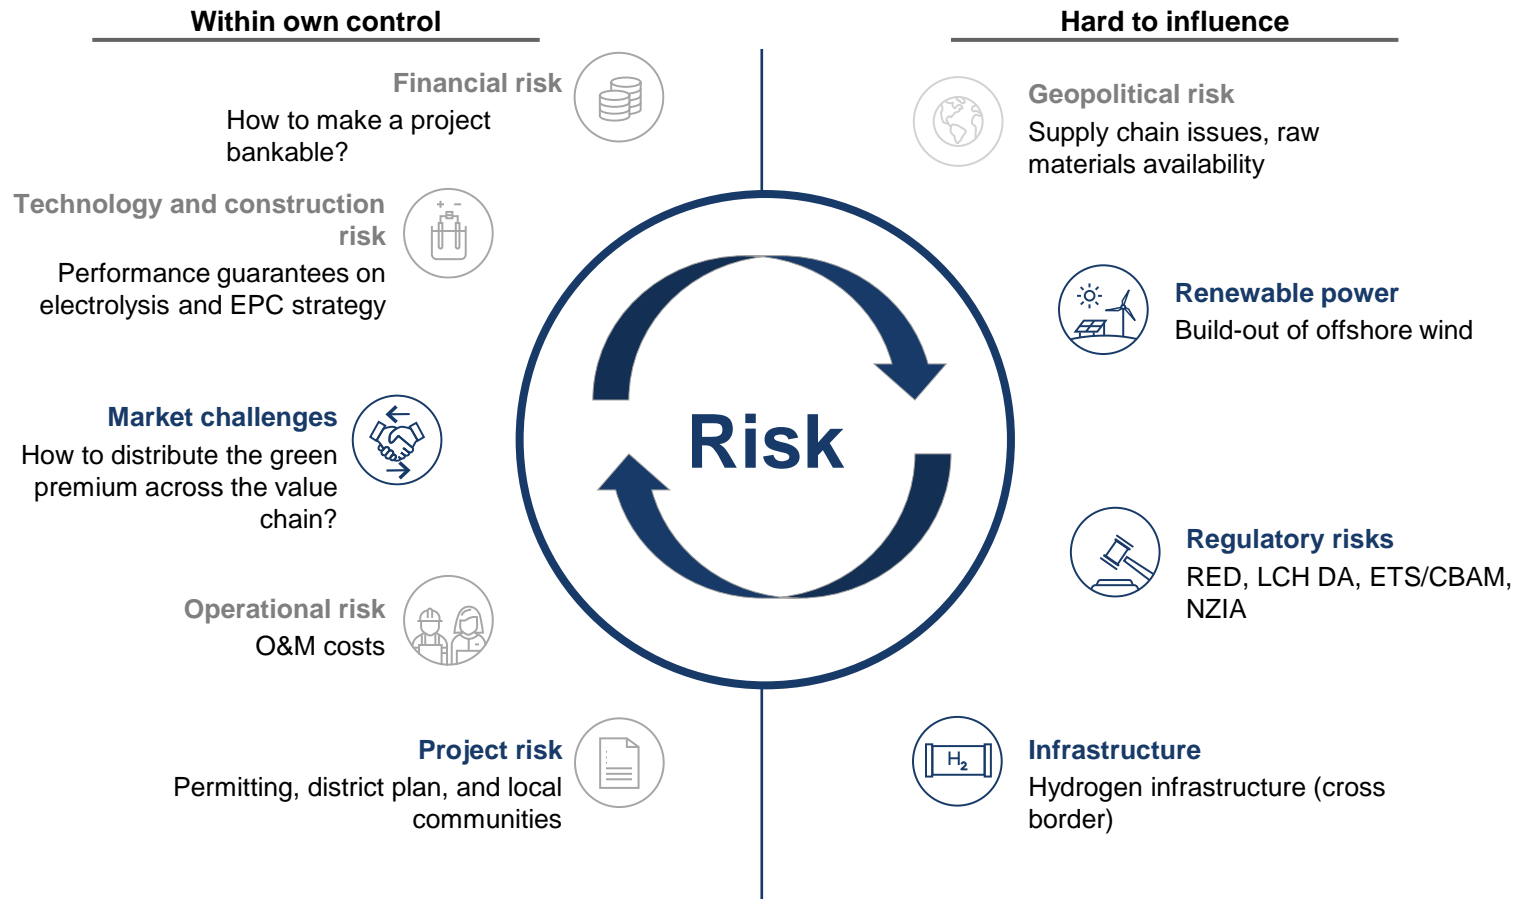 Within own control
Financial risk
How to make a project
bankable?
Technology and construction
risk
+ -
Performance guarantees on
electrolysis and EPC strategy
Market challenges
How to distribute the green
premium across the value
chain?
Operational risk
O&M costs
Project risk
Permitting, district plan, and local
communities
Risk
Hard to influence
Geopolitical risk
Supply chain issues, raw
materials availability
Renewable power
Build-out of offshore wind
Regulatory risks
RED, LCH DA, ETS/CBAM,
NZIA
H₂
Infrastructure
Hydrogen infrastructure (cross
border)